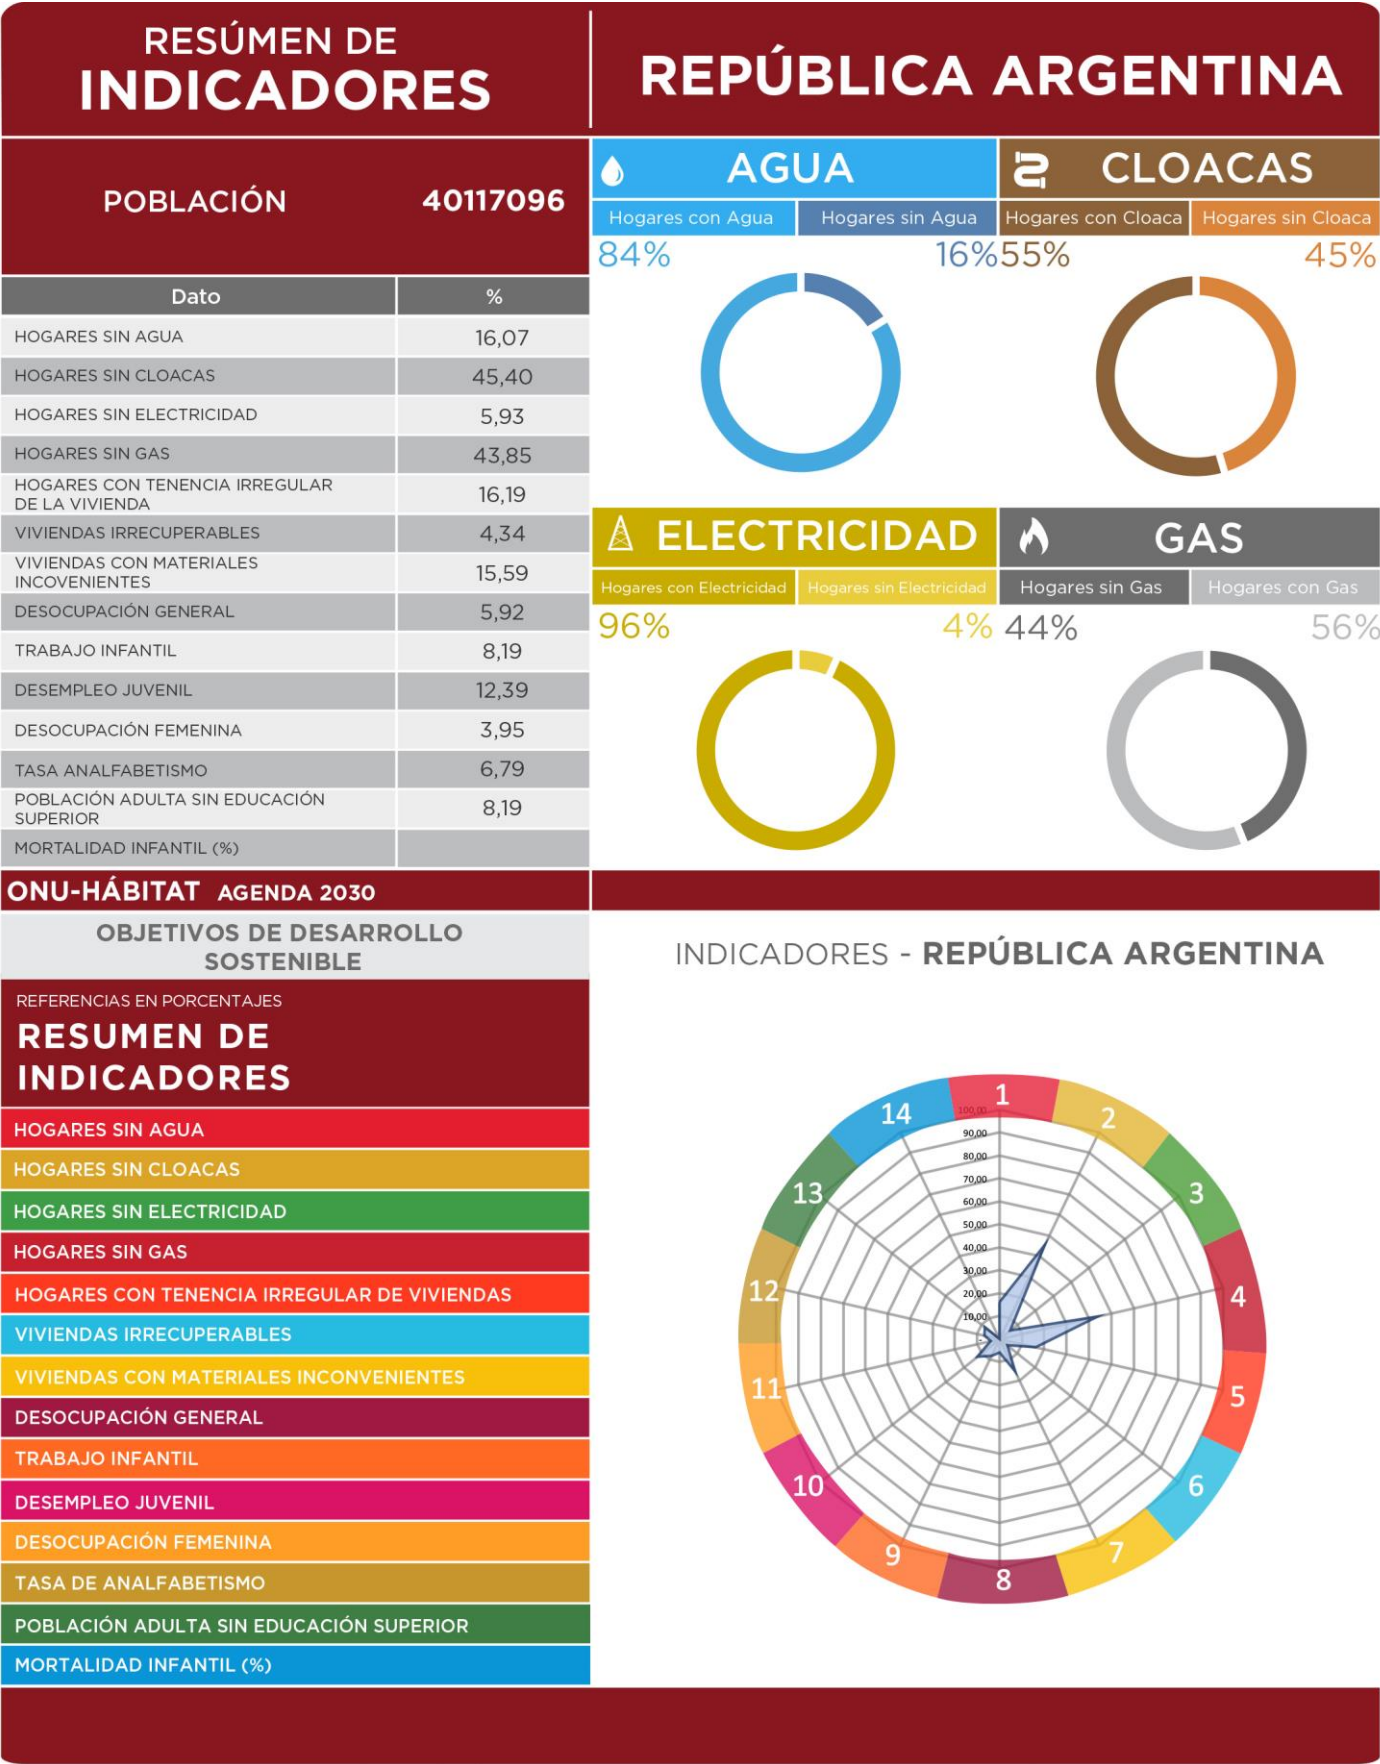 RESÚMEN DE
INDICADORES
REPÚBLICA ARGENTINA
POBLACIÓN 40117096
Dato %
HOGARES SIN AGUA 16,07
HOGARES SIN CLOACAS 45,40
HOGARES SIN ELECTRICIDAD 5,93
HOGARES SIN GAS 43,85
HOGARES CON TENENCIA IRREGULAR
DE LA VIVIENDA 16,19
VIVIENDAS IRRECUPERABLES 4,34
VIVIENDAS CON MATERIALES
INCOVENIENTES 15,59
DESOCUPACIÓN GENERAL 5,92
TRABAJO INFANTIL 8,19
DESEMPLEO JUVENIL 12,39
DESOCUPACIÓN FEMENINA 3,95
TASA ANALFABETISMO 6,79
POBLACIÓN ADULTA SIN EDUCACIÓN
SUPERIOR 8,19
MORTALIDAD INFANTIL (%)
AGUA
Hogares con Agua Hogares sin Agua
84% 16%
CLOACAS
Hogares con Cloaca Hogares sin Cloaca
55% 45%
ELECTRICIDAD
Hogares con Electricidad Hogares sin Electricidad
96% 4%
GAS
Hogares sin Gas Hogares con Gas
44% 56%
ONU-HÁBITAT AGENDA 2030
OBJETIVOS DE DESARROLLO
SOSTENIBLE
REFERENCIAS EN PORCENTAJES
RESUMEN DE
INDICADORES
HOGARES SIN AGUA
HOGARES SIN CLOACAS
HOGARES SIN ELECTRICIDAD
HOGARES SIN GAS
HOGARES CON TENENCIA IRREGULAR DE VIVIENDAS
VIVIENDAS IRRECUPERABLES
VIVIENDAS CON MATERIALES INCONVENIENTES
DESOCUPACIÓN GENERAL
TRABAJO INFANTIL
DESEMPLEO JUVENIL
DESOCUPACIÓN FEMENINA
TASA DE ANALFABETISMO
POBLACIÓN ADULTA SIN EDUCACIÓN SUPERIOR
MORTALIDAD INFANTIL (%)
INDICADORES - REPÚBLICA ARGENTINA
1
2
3
4
5
6
7
8
9
10
11
12
13
14
100,00
90,00
80,00
70,00
60,00
50,00
40,00
30,00
20,00
10,00
-